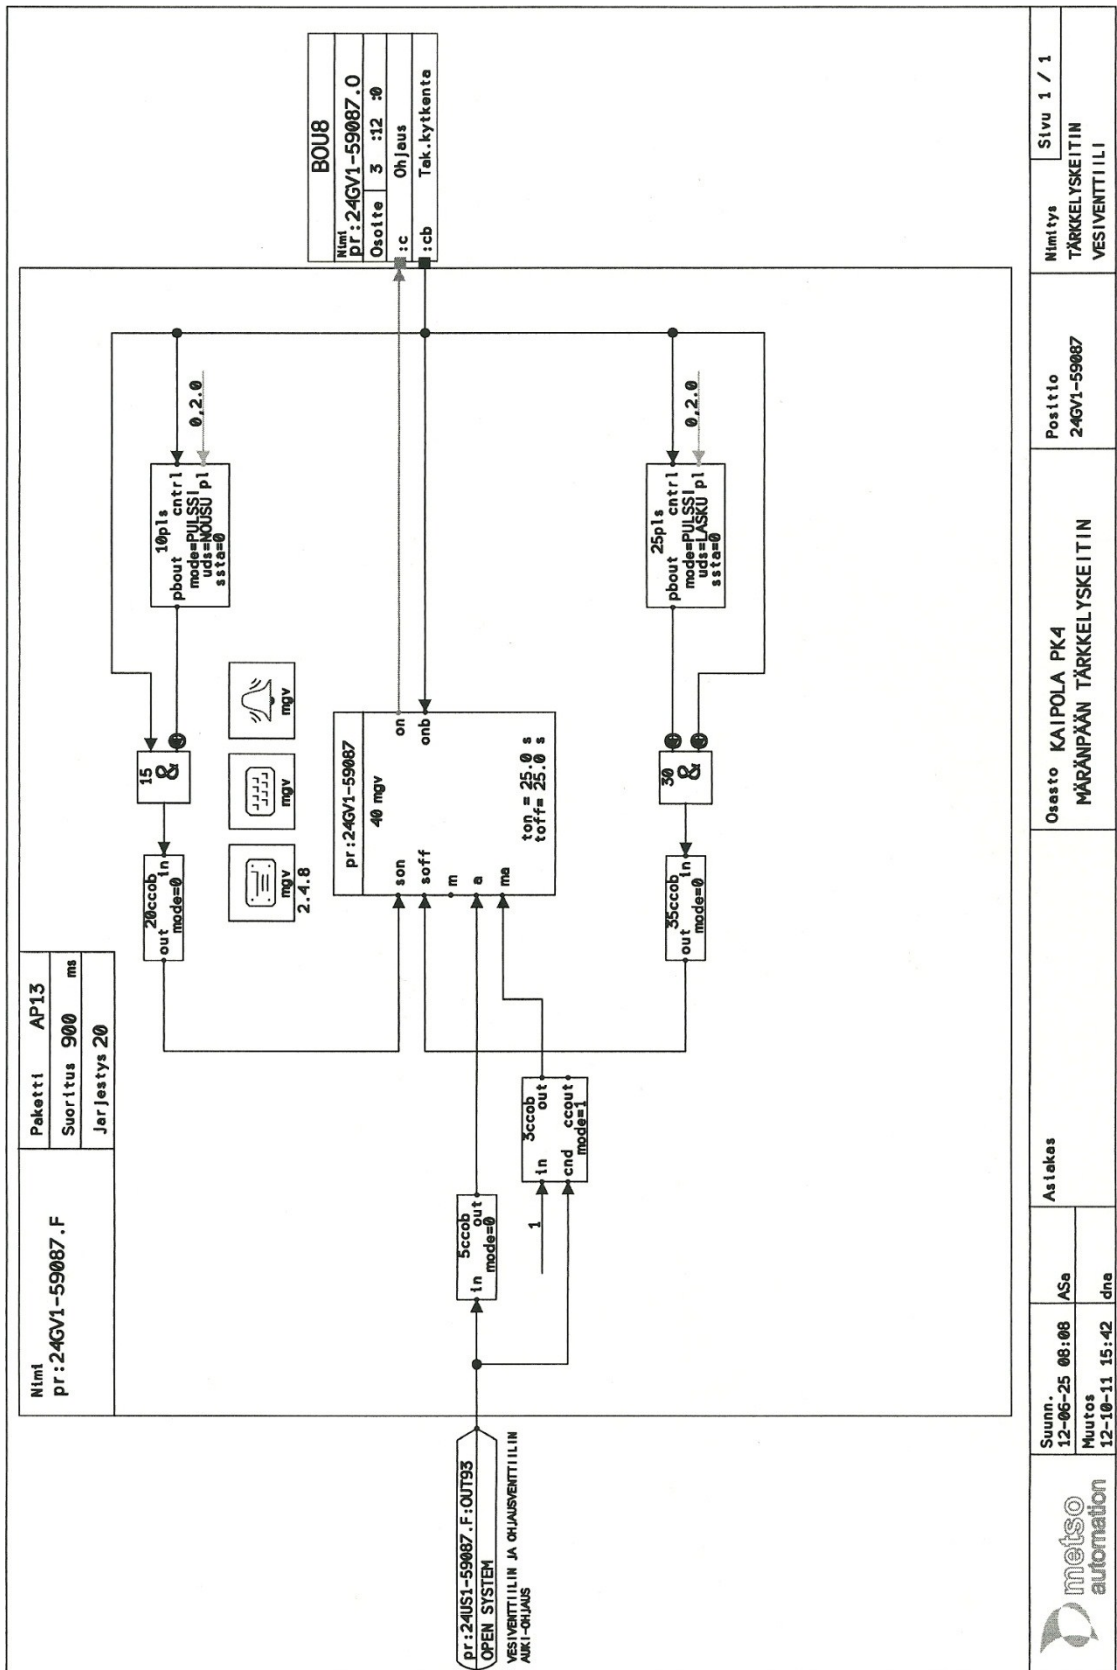 Nimi
pr:24GV1-59087.F
Paketti AP13
Suoritus 900 ms
Jarjestys 20
BOU8
Nimi
pr:24GV1-59087.O
Osoite 3 :12 :0
:c Ohjaus
:cb Tak.kytkenta
20ccob
out in
mode=0
15
&
10pls
pbout cntrl
mode=PULSSI
uds=NOUSU pl
ssta=0
0,2.0
mgv
2.4.8
mgv
mgv
pr:24GV1-59087
40 mgv
son on
soff onb
m
a
ma
ton = 25.0 s
toff= 25.0 s
pr:24US1-59087.F:OUT93
OPEN SYSTEM
VESIVENTTIILIN JA OHJAUSVENTTIILIN
AUKI-OHJAUS
5ccob
in out
mode=0
1
3ccob
in out
cnd ccout
mode=1
35ccob
out in
mode=0
30
&
25pls
pbout cntrl
mode=PULSSI
uds=LASKU pl
ssta=0
0,2.0
metso
automation
Suunn.
12-06-25 08:08 ASa
Muutos
12-10-11 15:42 dna
Asiakas
Osasto KAIPOLA PK4
MÄRÄNPÄÄN TÄRKKELYSKEITIN
Positio
24GV1-59087
Nimitys
TÄRKKELYSKEITIN
VESIVENTTIILI
Sivu 1 / 1